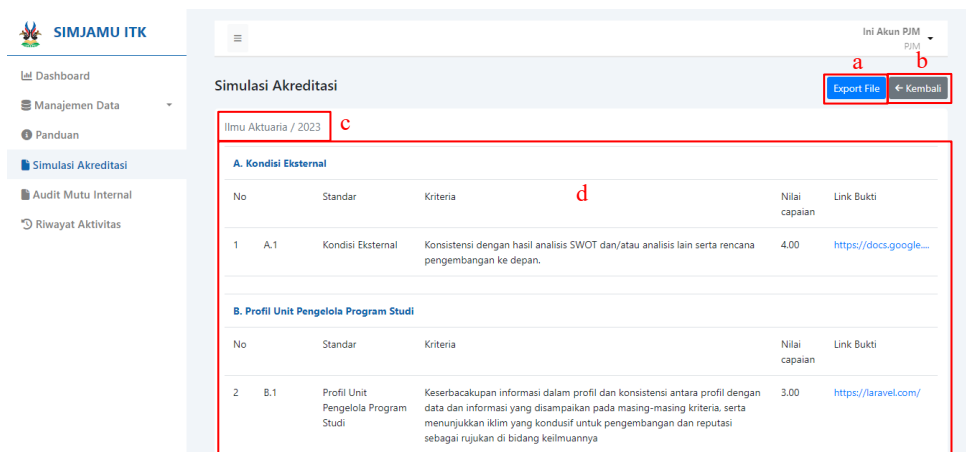 SIMJAMU ITK
Dashboard
Manajemen Data
Panduan
Simulasi Akreditasi
Audit Mutu Internal
Riwayat Aktivitas
Ini Akun PJM
PJM
a
b
Simulasi Akreditasi
Export File
← Kembali
Ilmu Aktuaria / 2023
c
A. Kondisi Eksternal
d
No Standar Kriteria Nilai capaian Link Bukti
1 A.1 Kondisi Eksternal Konsistensi dengan hasil analisis SWOT dan/atau analisis lain serta rencana 4.00 https://docs.google....
pengembangan ke depan.
B. Profil Unit Pengelola Program Studi
No Standar Kriteria Nilai capaian Link Bukti
2 B.1 Profil Unit Keserbacakupan informasi dalam profil dan konsistensi antara profil dengan 3.00 https://laravel.com/
Pengelola Program data dan informasi yang disampaikan pada masing-masing kriteria, serta
Studi menunjukkan iklim yang kondusif untuk pengembangan dan reputasi
sebagai rujukan di bidang keilmuannya